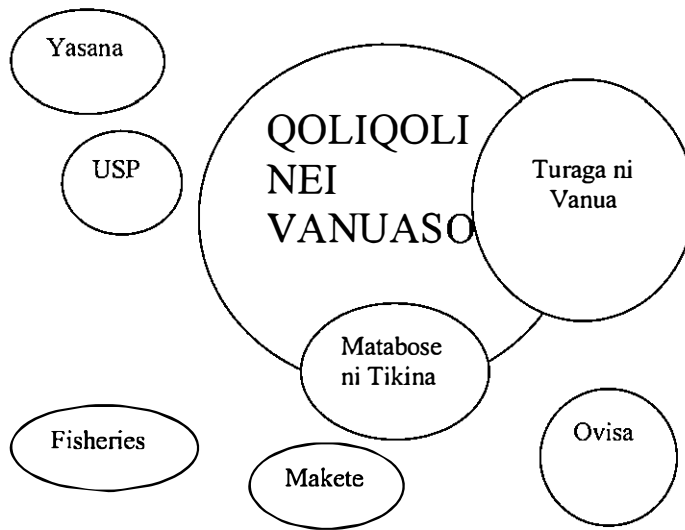 Yasana
USP
QOLIQOLI
NEI
VANUASO
Turaga ni
Vanua
Matabose
ni Tikina
Fisheries
Makete
Ovisa